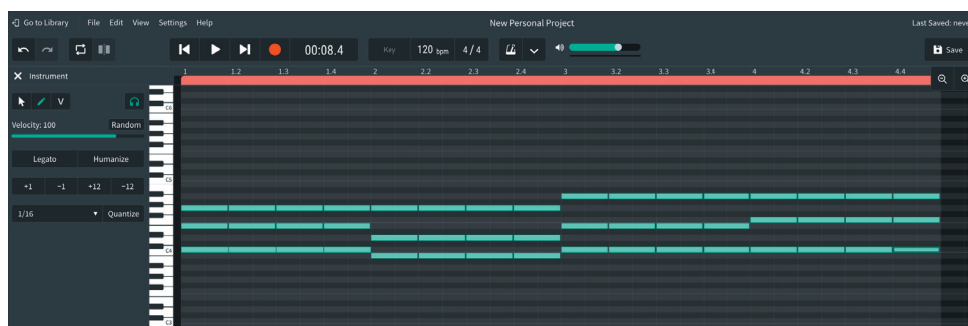 Go to Library File Edit View Settings Help New Personal Project Last Saved: neve
00:08.4 Key 120 bpm 4 / 4 Save
Instrument 1 1.2 1.3 1.4 2 2.2 2.3 2.4 3 3.2 3.3 3.4 4 4.2 4.3 4.4
V C6
Velocity: 100 Random
Legato Humanize
C5
+1 -1 +12 -12
1/16 Quantize
C4
C3